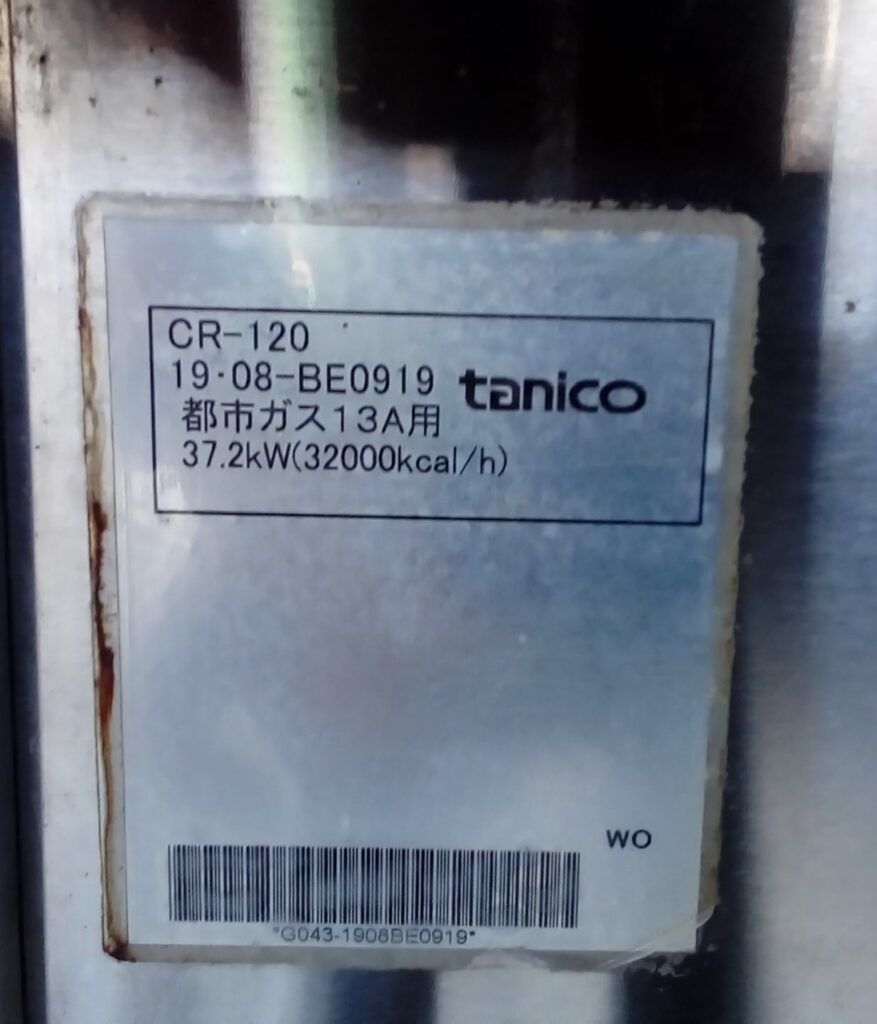 CR-120
19·08-BE0919
tanico
都市ガス13A用
37.2kW(32000kcal/h)
WO
*G043-1908BE0919*